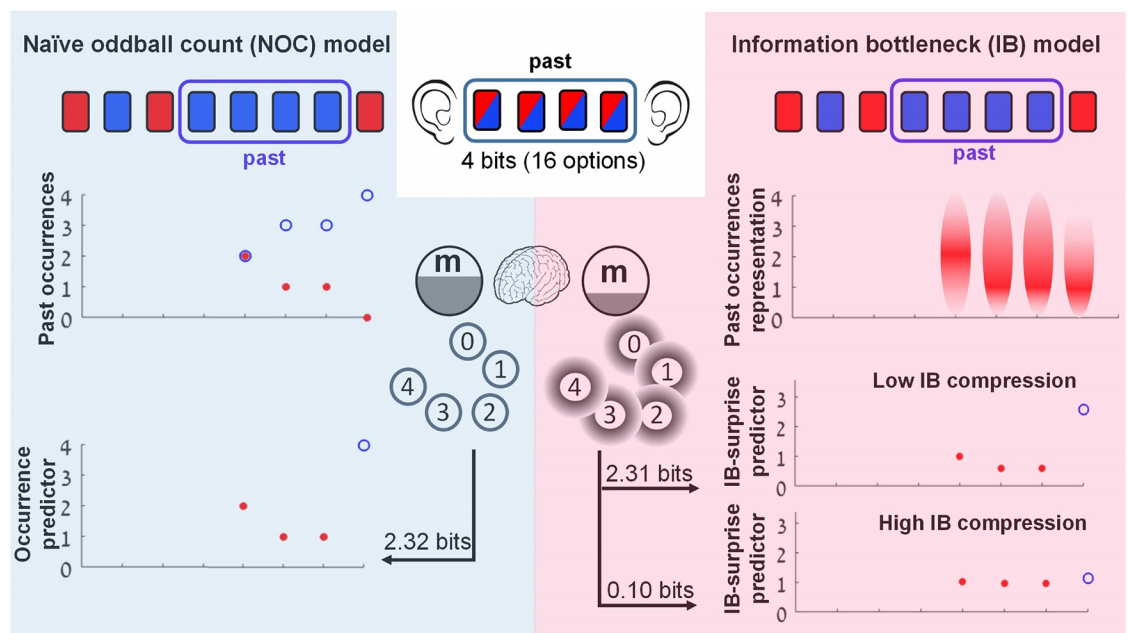 Naïve oddball count (NOC) model
past
Past occurrences
4
3
2
1
0
Occurrence
predictor
4
3
2
1
0
past
4 bits (16 options)
m
m
0
1
2
3
4
0
1
2
3
4
2.32 bits
2.31 bits
0.10 bits
Information bottleneck (IB) model
past
Past occurrences
representation
4
3
2
1
0
Low IB compression
IB-surprise
predictor
3
2
1
0
High IB compression
IB-surprise
predictor
3
2
1
0